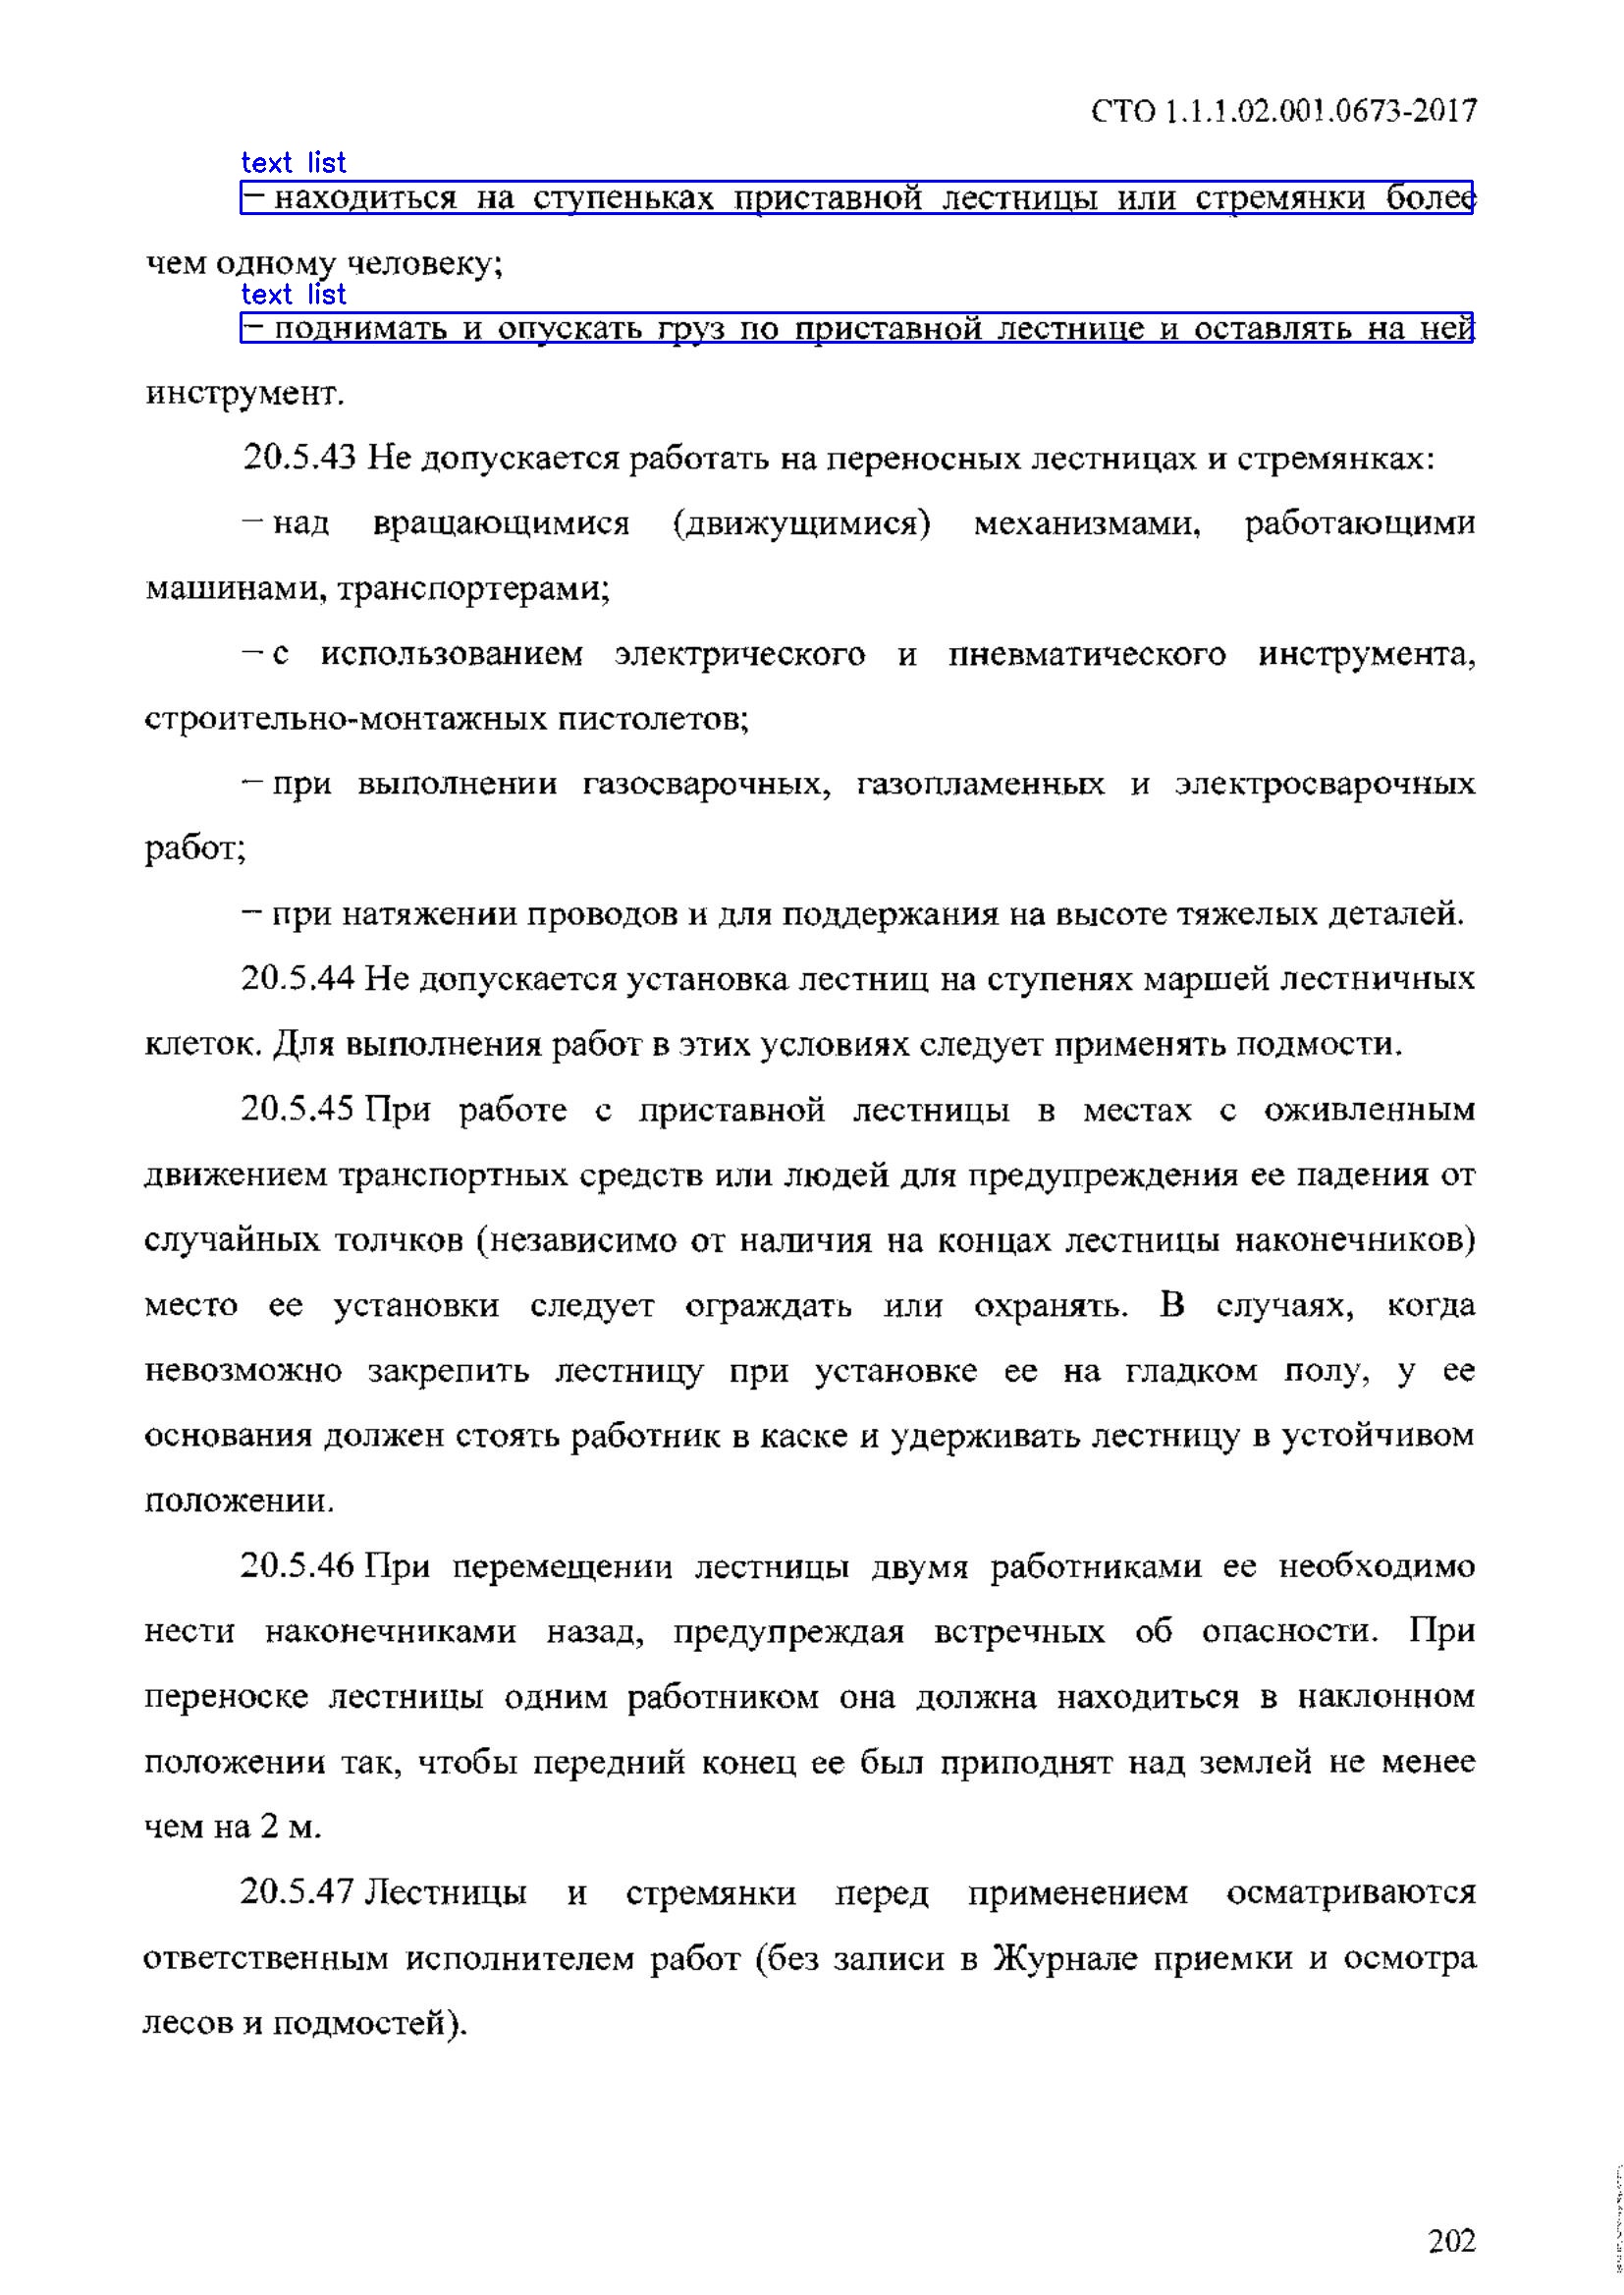 СТО 1.1.1.02.001.0673-2017
text list
– находиться на ступеньках приставной лестницы или стремянки более
чем одному человеку;
text list
– поднимать и опускать груз по приставной лестнице и оставлять на ней
инструмент.
20.5.43 Не допускается работать на переносных лестницах и стремянках:
– над вращающимися (движущимися) механизмами, работающими
машинами, транспортерами;
– с использованием электрического и пневматического инструмента,
строительно-монтажных пистолетов;
– при выполнении газосварочных, газопламенных и электросварочных
работ;
– при натяжении проводов и для поддержания на высоте тяжелых деталей.
20.5.44 Не допускается установка лестниц на ступенях маршей лестничных
клеток. Для выполнения работ в этих условиях следует применять подмости.
20.5.45 При работе с приставной лестницы в местах с оживленным
движением транспортных средств или людей для предупреждения ее падения от
случайных толчков (независимо от наличия на концах лестницы наконечников)
место ее установки следует ограждать или охранять. В случаях, когда
невозможно закрепить лестницу при установке ее на гладком полу, у ее
основания должен стоять работник в каске и удерживать лестницу в устойчивом
положении.
20.5.46 При перемещении лестницы двумя работниками ее необходимо
нести наконечниками назад, предупреждая встречных об опасности. При
переноске лестницы одним работником она должна находиться в наклонном
положении так, чтобы передний конец ее был приподнят над землей не менее
чем на 2 м.
20.5.47 Лестницы и стремянки перед применением осматриваются
ответственным исполнителем работ (без записи в Журнале приемки и осмотра
лесов и подмостей).
202